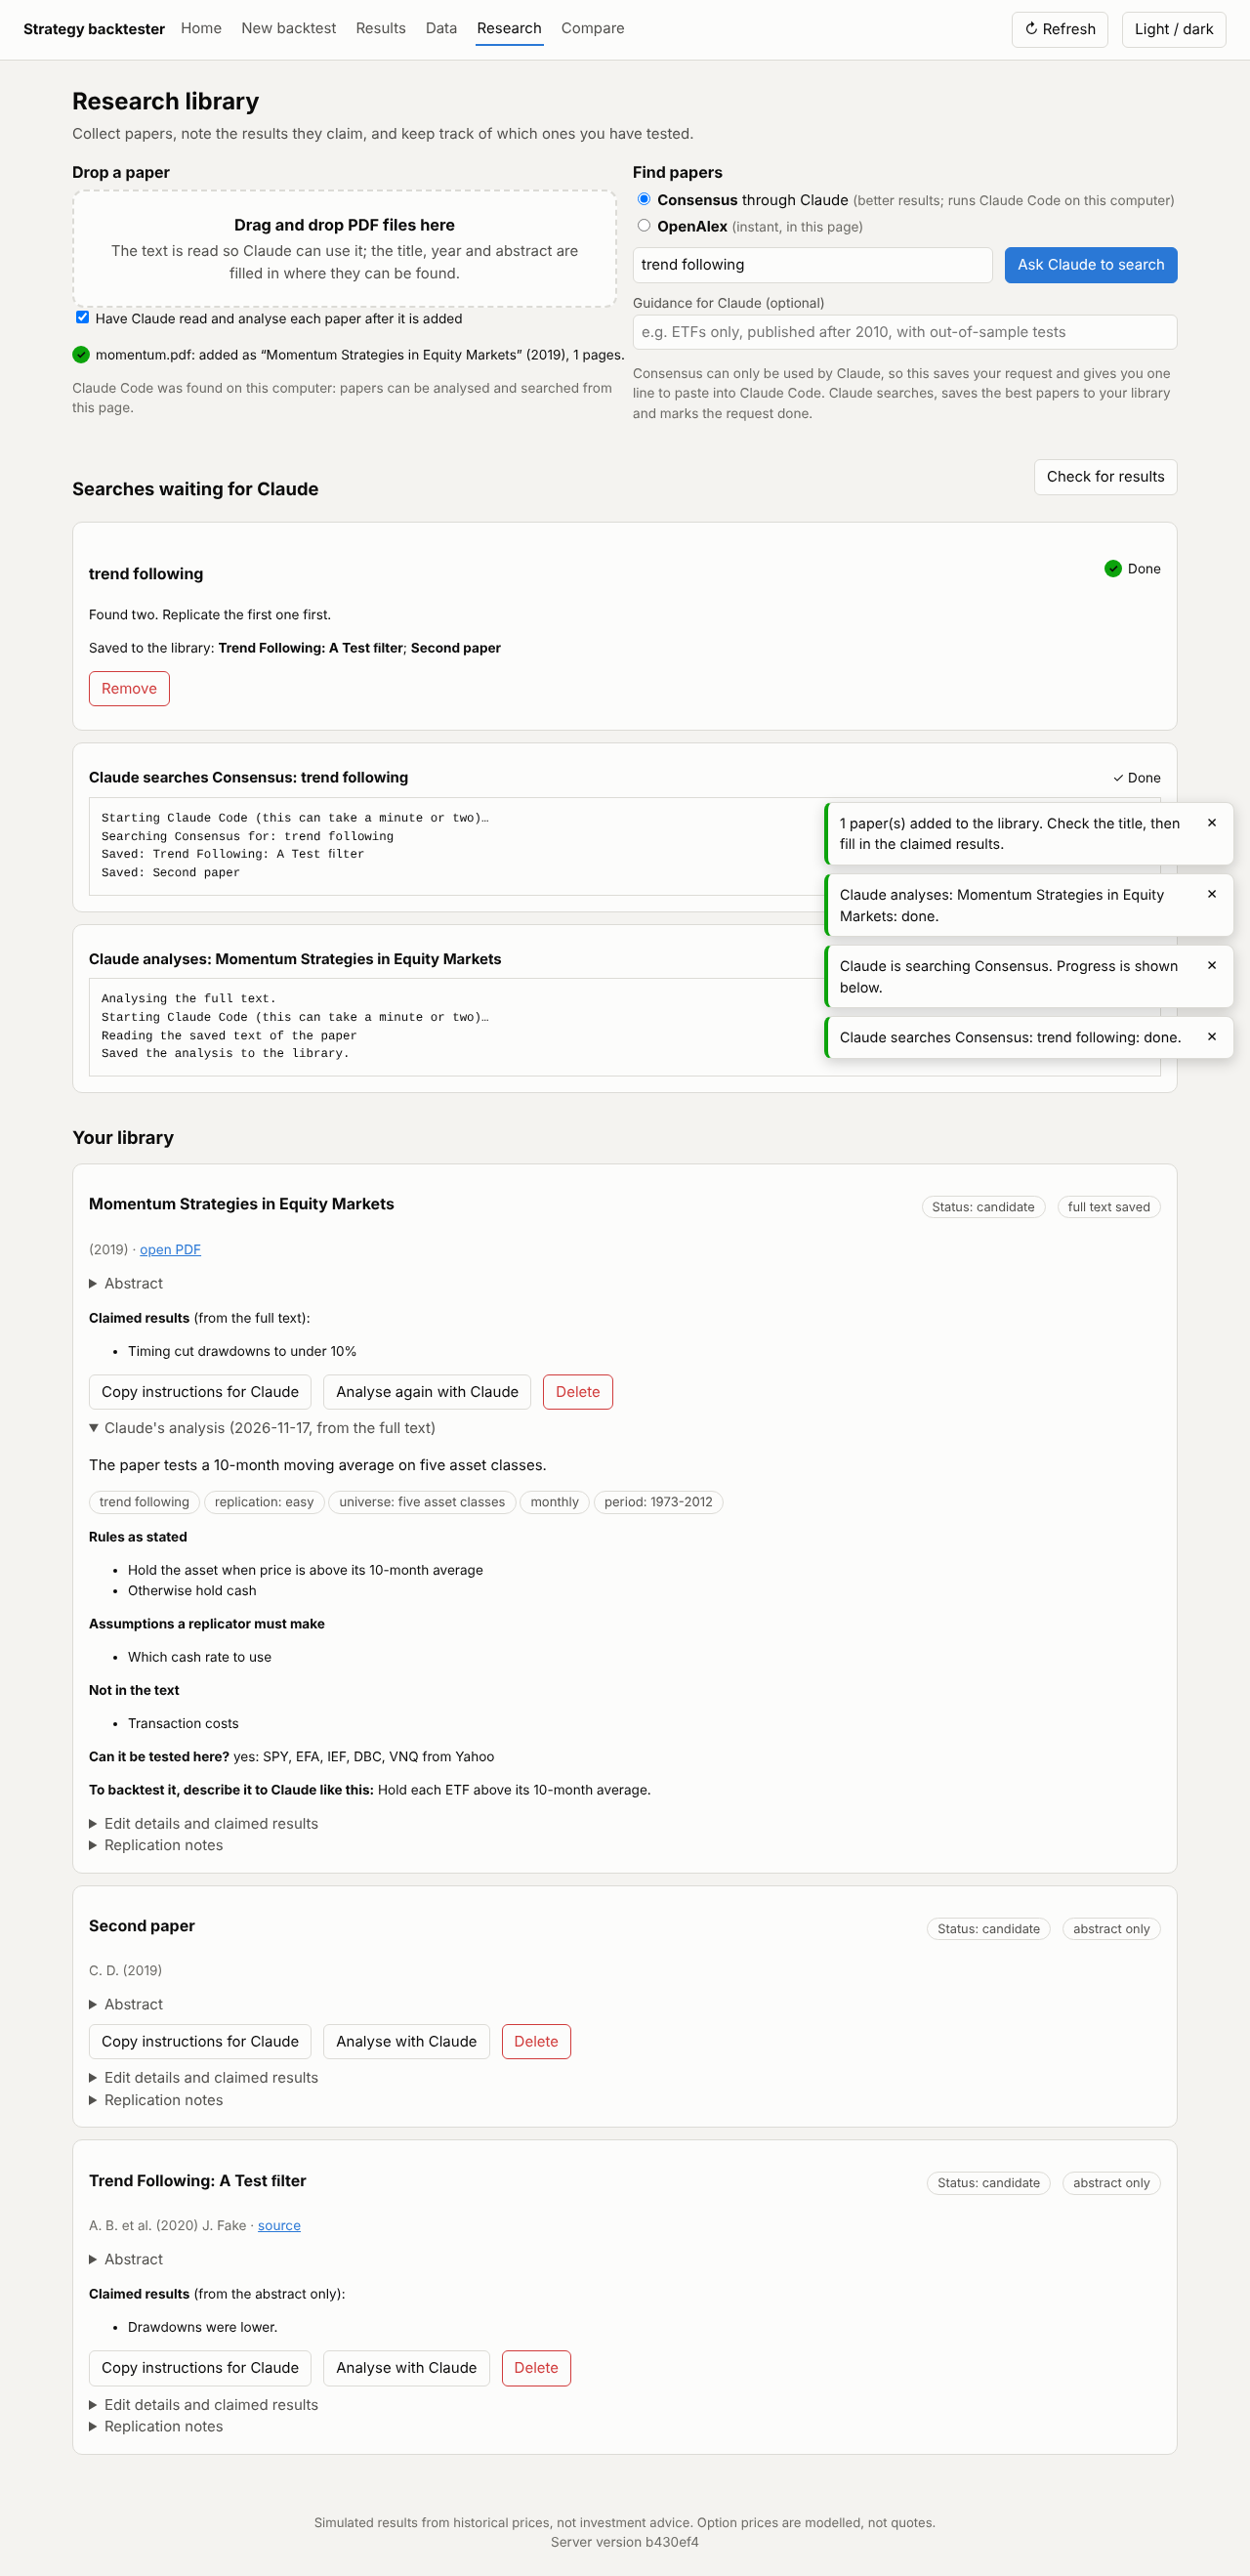 Strategy backtester Home New backtest Results Data Research Compare ↻ Refresh Light / dark
Research library
Collect papers, note the results they claim, and keep track of which ones you have tested.
Drop a paper
Drag and drop PDF files here
The text is read so Claude can use it; the title, year and abstract are
filled in where they can be found.
Have Claude read and analyse each paper after it is added
momentum.pdf: added as “Momentum Strategies in Equity Markets” (2019), 1 pages.
Claude Code was found on this computer: papers can be analysed and searched from
this page.
Find papers
Consensus through Claude (better results; runs Claude Code on this computer)
OpenAlex (instant, in this page)
trend following
Ask Claude to search
Guidance for Claude (optional)
e.g. ETFs only, published after 2010, with out-of-sample tests
Consensus can only be used by Claude, so this saves your request and gives you one
line to paste into Claude Code. Claude searches, saves the best papers to your library
and marks the request done.
Searches waiting for Claude
Check for results
trend following
Done
Found two. Replicate the first one first.
Saved to the library: Trend Following: A Test filter; Second paper
Remove
Claude searches Consensus: trend following
✓ Done
Starting Claude Code (this can take a minute or two)…
Searching Consensus for: trend following
Saved: Trend Following: A Test filter
Saved: Second paper
Claude analyses: Momentum Strategies in Equity Markets
Analysing the full text.
Starting Claude Code (this can take a minute or two)…
Reading the saved text of the paper
Saved the analysis to the library.
1 paper(s) added to the library. Check the title, then
fill in the claimed results.
✕
Claude analyses: Momentum Strategies in Equity
Markets: done.
✕
Claude is searching Consensus. Progress is shown
below.
✕
Claude searches Consensus: trend following: done.
✕
Your library
Momentum Strategies in Equity Markets
Status: candidate full text saved
(2019) · open PDF
Abstract
Claimed results (from the full text):
• Timing cut drawdowns to under 10%
Copy instructions for Claude Analyse again with Claude Delete
Claude's analysis (2026-11-17, from the full text)
The paper tests a 10-month moving average on five asset classes.
trend following replication: easy universe: five asset classes monthly period: 1973-2012
Rules as stated
• Hold the asset when price is above its 10-month average
• Otherwise hold cash
Assumptions a replicator must make
• Which cash rate to use
Not in the text
• Transaction costs
Can it be tested here? yes: SPY, EFA, IEF, DBC, VNQ from Yahoo
To backtest it, describe it to Claude like this: Hold each ETF above its 10-month average.
Edit details and claimed results
Replication notes
Second paper
Status: candidate abstract only
C. D. (2019)
Abstract
Copy instructions for Claude Analyse with Claude Delete
Edit details and claimed results
Replication notes
Trend Following: A Test filter
Status: candidate abstract only
A. B. et al. (2020) J. Fake · source
Abstract
Claimed results (from the abstract only):
• Drawdowns were lower.
Copy instructions for Claude Analyse with Claude Delete
Edit details and claimed results
Replication notes
Simulated results from historical prices, not investment advice. Option prices are modelled, not quotes.
Server version b430ef4